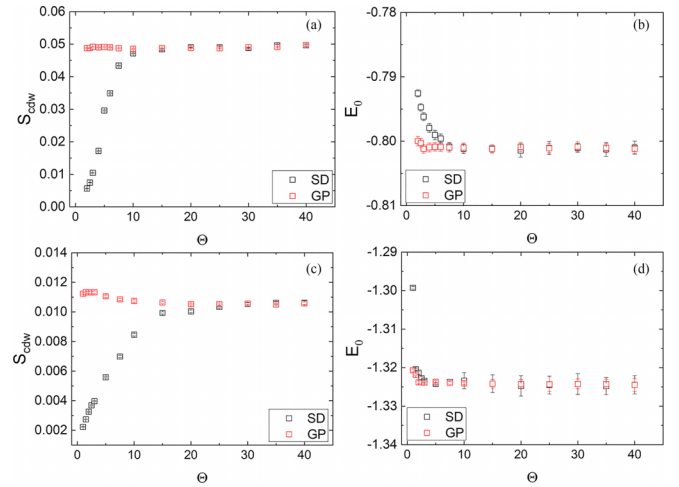 (a)
0.06
0.05
0.04
0.03
0.02
0.01
0.00
S_cdw
SD
GP
0 10 20 30 40
Θ
(b)
-0.78
-0.79
-0.80
-0.81
E_0
SD
GP
0 10 20 30 40
Θ
(c)
0.014
0.012
0.010
0.008
0.006
0.004
0.002
S_cdw
SD
GP
0 10 20 30 40
Θ
(d)
-1.29
-1.30
-1.31
-1.32
-1.33
-1.34
E_0
SD
GP
0 10 20 30 40
Θ